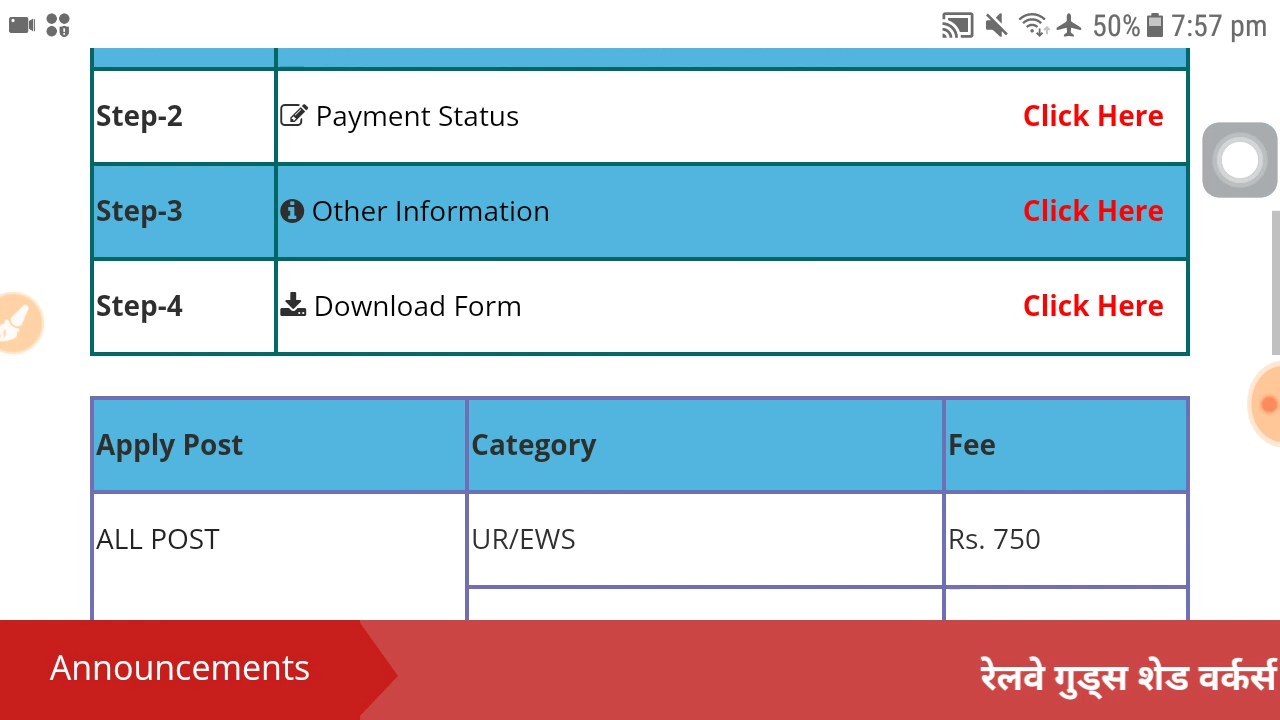 50% 7:57 pm
Step-2 Payment Status Click Here
Step-3 Other Information Click Here
Step-4 Download Form Click Here
Apply Post Category Fee
ALL POST UR/EWS Rs. 750
Announcements रेलवे गुड्स शेड वर्कर्स